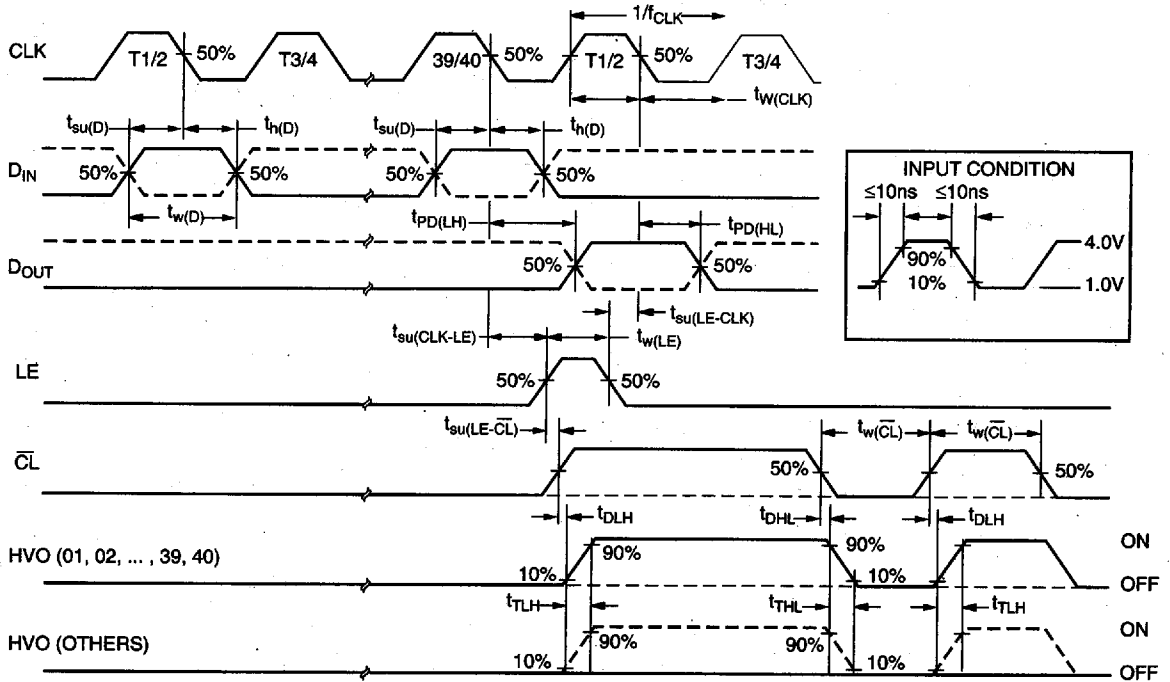 1/fCLK
CLK
T1/2 50% T3/4 39/40 50% T1/2 50% T3/4
tW(CLK)
tsu(D) th(D) tsu(D) th(D)
DIN
50% 50% 50% 50%
tw(D)
tPD(LH) tPD(HL)
DOUT
50% 50%
tsu(LE-CLK)
tsu(CLK-LE) tw(LE)
LE
50% 50%
tsu(LE-C̅L̅) tw(C̅L̅) tw(C̅L̅)
C̅L̅
50% 50%
tDLH tDHL tDLH
HVO (01, 02, ... , 39, 40)
90% 90% ON
10% 10% 10% OFF
tTLH tTHL tTLH
HVO (OTHERS)
90% 90% ON
10% 10% 10% OFF
INPUT CONDITION
≤10ns ≤10ns
90%
10%
4.0V
1.0V